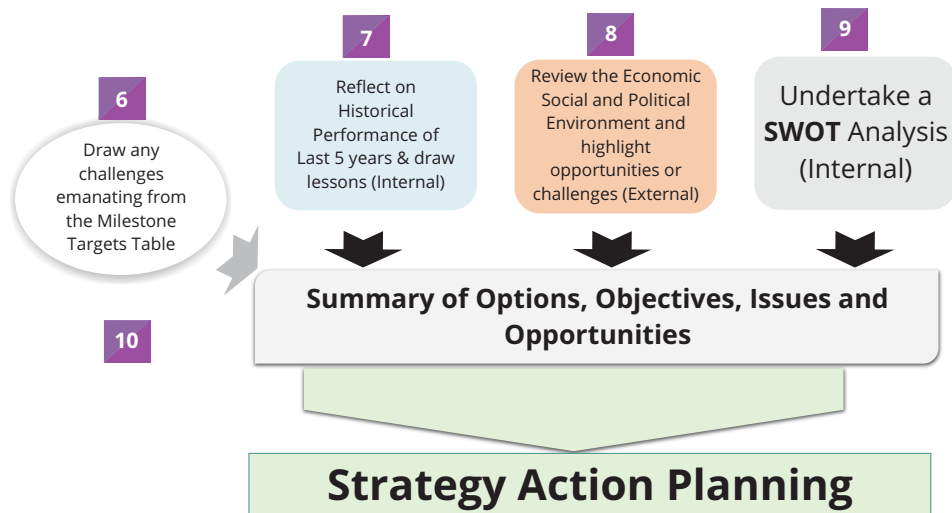 6
Draw any
challenges
emanating from
the Milestone
Targets Table
7
Reflect on
Historical
Performance of
Last 5 years & draw
lessons (Internal)
8
Review the Economic
Social and Political
Environment and
highlight
opportunities or
challenges (External)
9
Undertake a
SWOT Analysis
(Internal)
10
Summary of Options, Objectives, Issues and
Opportunities
Strategy Action Planning